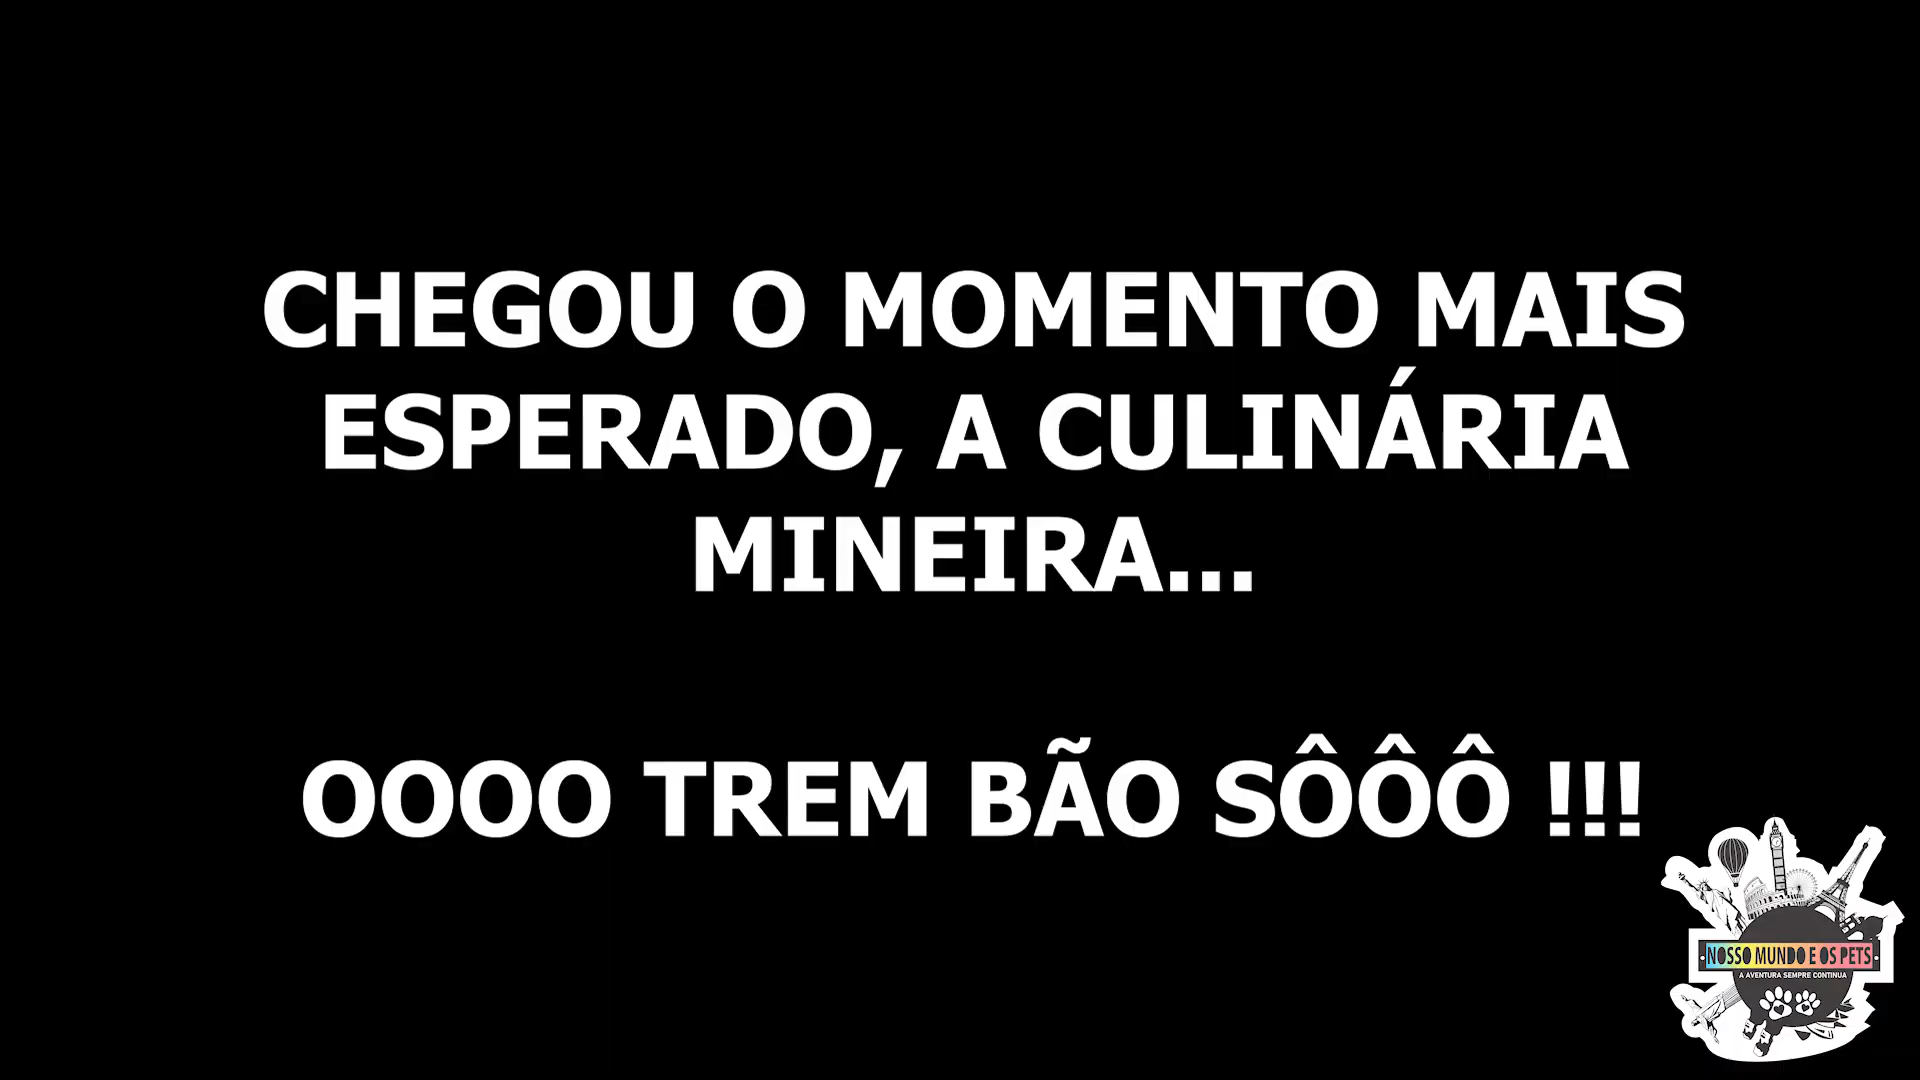 CHEGOU O MOMENTO MAIS
ESPERADO, A CULINÁRIA
MINEIRA...
OOOO TREM BÃO SÔÔÔ !!!
NOSSO MUNDO E OS PETS
A AVENTURA SEMPRE CONTINUA